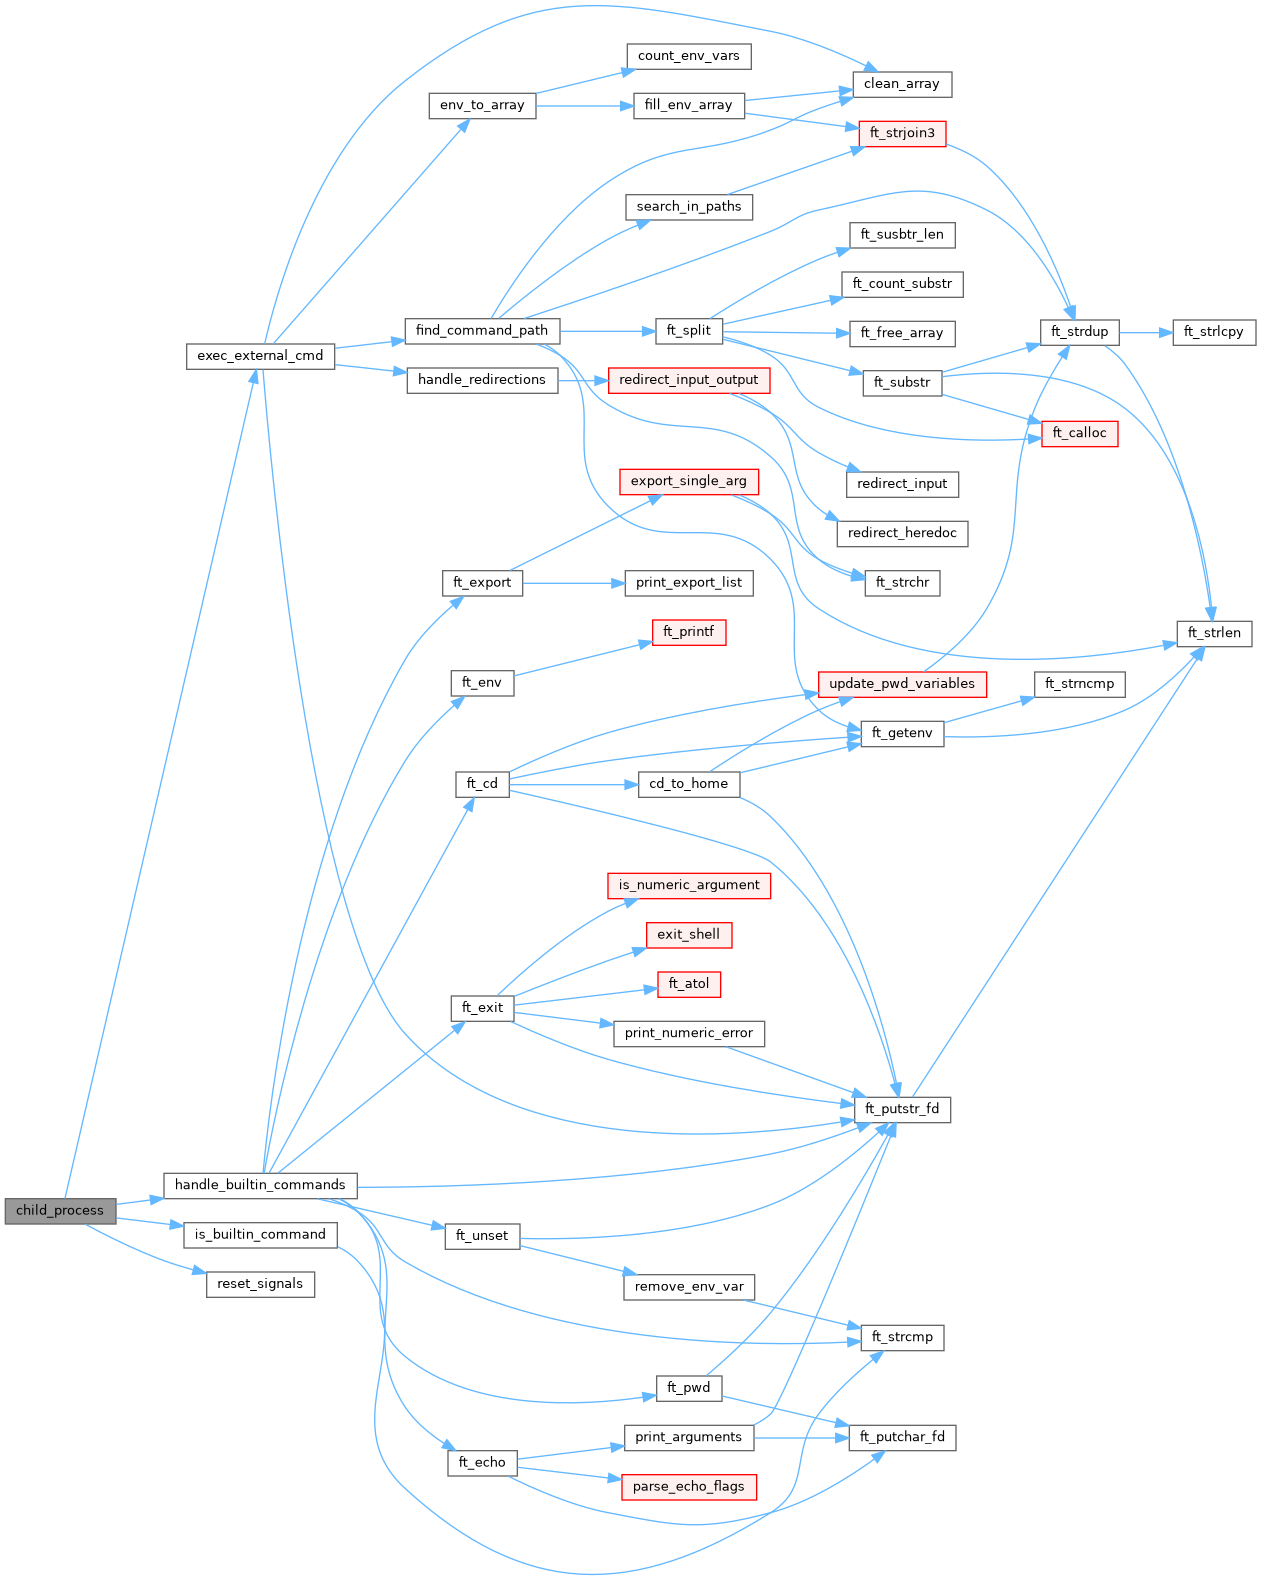 count_env_vars
clean_array
env_to_array
fill_env_array
ft_strjoin3
search_in_paths
ft_susbtr_len
ft_count_substr
find_command_path
ft_split
ft_free_array
ft_strdup
ft_strlcpy
exec_external_cmd
handle_redirections
redirect_input_output
ft_substr
ft_calloc
export_single_arg
redirect_input
redirect_heredoc
ft_export
print_export_list
ft_strchr
ft_printf
ft_strlen
ft_env
update_pwd_variables
ft_strncmp
ft_getenv
ft_cd
cd_to_home
is_numeric_argument
exit_shell
ft_atol
ft_exit
print_numeric_error
ft_putstr_fd
handle_builtin_commands
child_process
is_builtin_command
ft_unset
reset_signals
remove_env_var
ft_strcmp
ft_pwd
print_arguments
ft_putchar_fd
ft_echo
parse_echo_flags